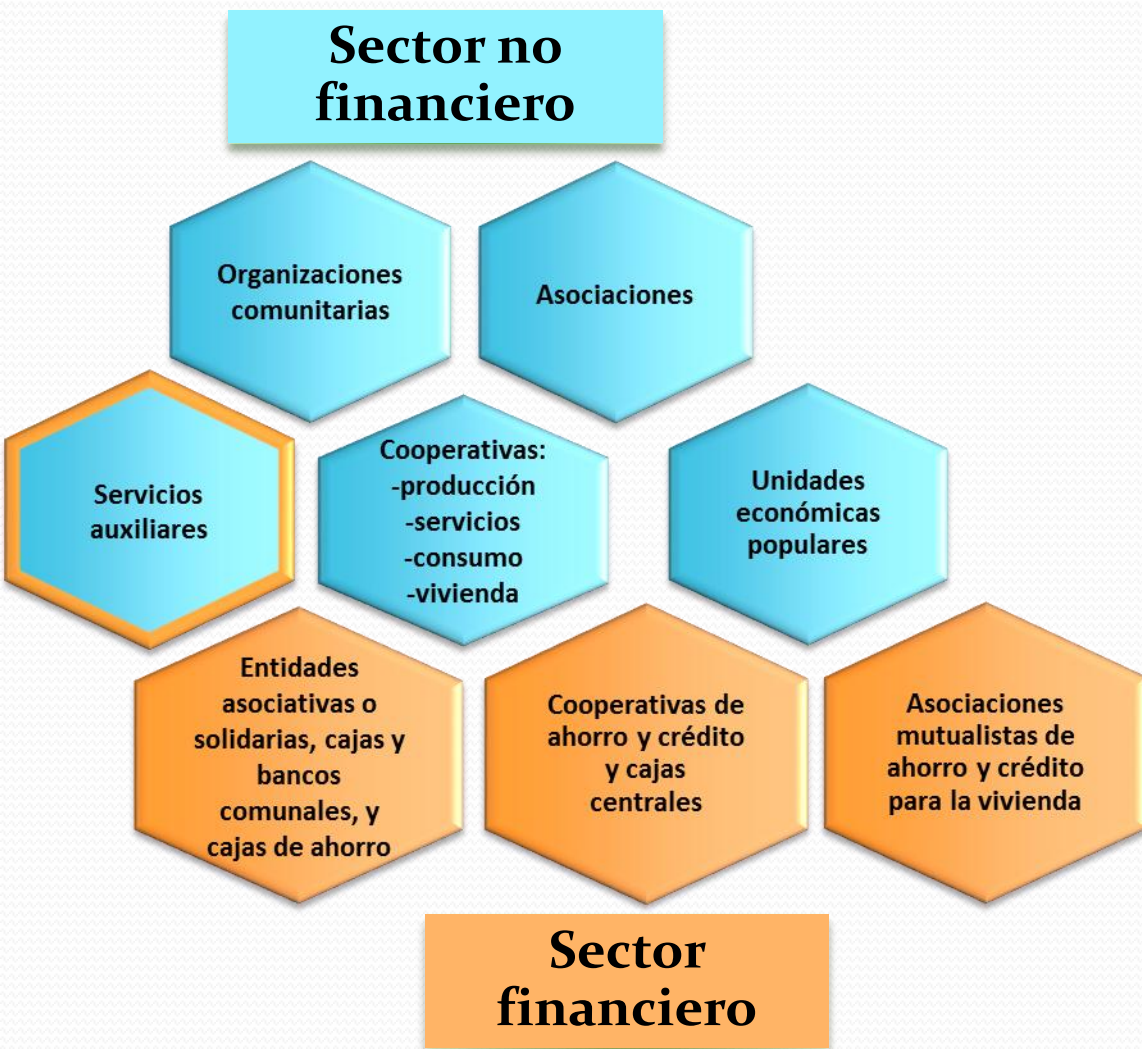 Sector no
financiero
Organizaciones
comunitarias
Asociaciones
Servicios
auxiliares
Cooperativas:
-producción
-servicios
-consumo
-vivienda
Unidades
económicas
populares
Entidades
asociativas o
solidarias, cajas y
bancos
comunales, y
cajas de ahorro
Cooperativas de
ahorro y crédito
y cajas
centrales
Asociaciones
mutualistas de
ahorro y crédito
para la vivienda
Sector
financiero